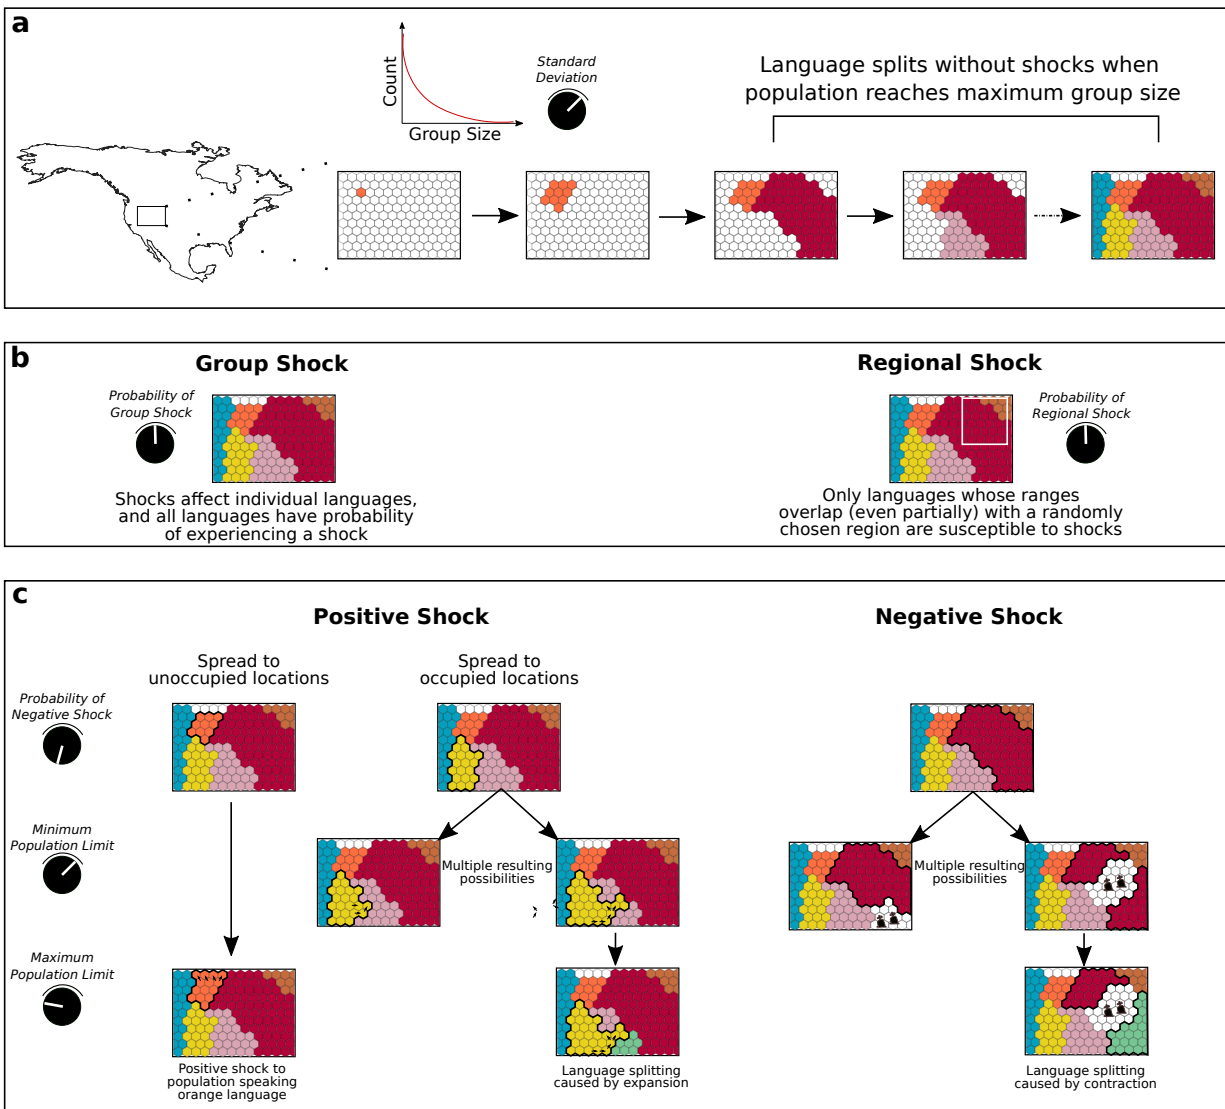 a
Count
Group Size
Standard
Deviation
Language splits without shocks when
population reaches maximum group size
b
Group Shock
Probability of
Group Shock
Shocks affect individual languages,
and all languages have probability
of experiencing a shock
Regional Shock
Probability of
Regional Shock
Only languages whose ranges
overlap (even partially) with a randomly
chosen region are susceptible to shocks
c
Positive Shock
Negative Shock
Spread to
unoccupied locations
Spread to
occupied locations
Probability of
Negative Shock
Minimum
Population Limit
Maximum
Population Limit
Multiple resulting
possibilities
Multiple resulting
possibilities
Positive shock to
population speaking
orange language
Language splitting
caused by expansion
Language splitting
caused by contraction